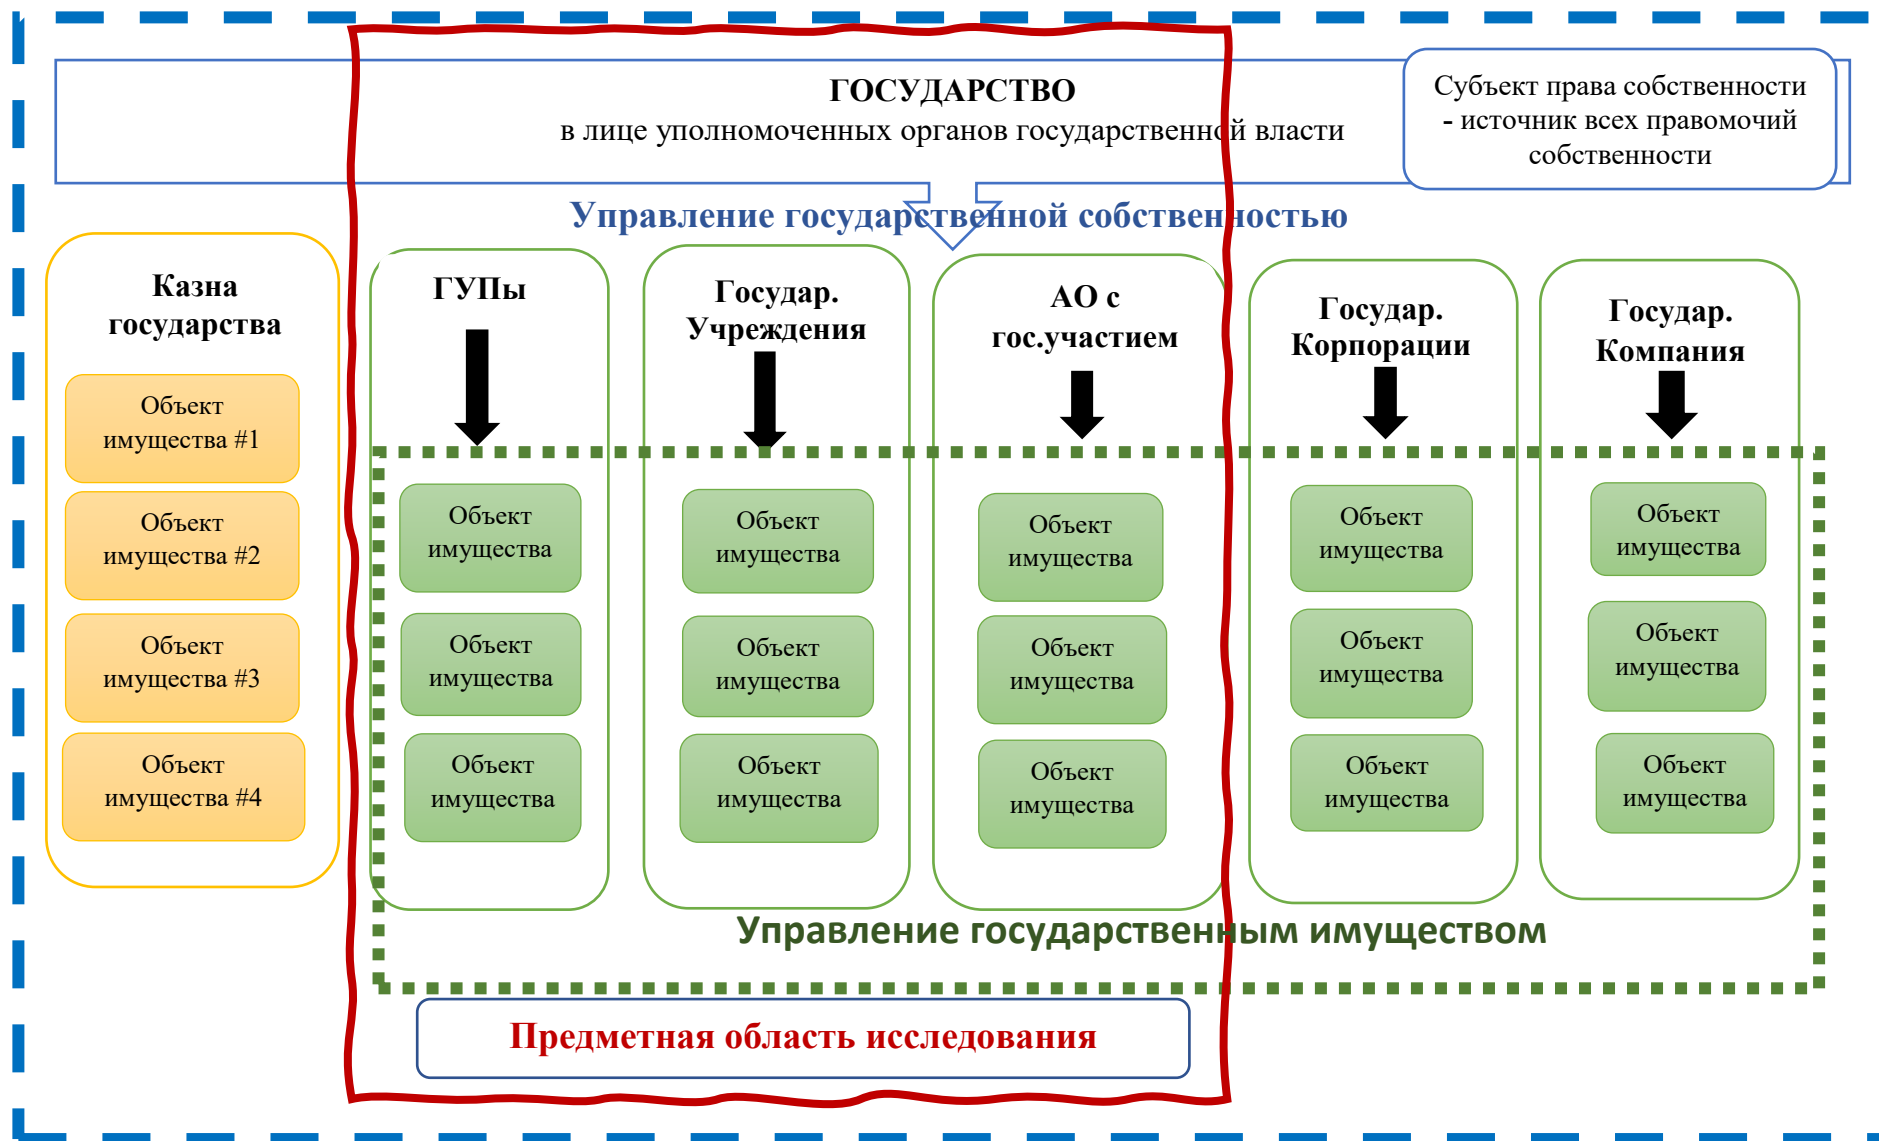 ГОСУДАРСТВО
в лице уполномоченных органов государственной власти
Субъект права собственности
- источник всех правомочий
собственности
Управление государственной собственностью
Казна
государства
Объект
имущества #1
Объект
имущества #2
Объект
имущества #3
Объект
имущества #4
ГУПы
Объект
имущества
Объект
имущества
Объект
имущества
Государ.
Учреждения
Объект
имущества
Объект
имущества
Объект
имущества
АО с
гос.участием
Объект
имущества
Объект
имущества
Объект
имущества
Государ.
Корпорации
Объект
имущества
Объект
имущества
Объект
имущества
Государ.
Компания
Объект
имущества
Объект
имущества
Объект
имущества
Управление государственным имуществом
Предметная область исследования